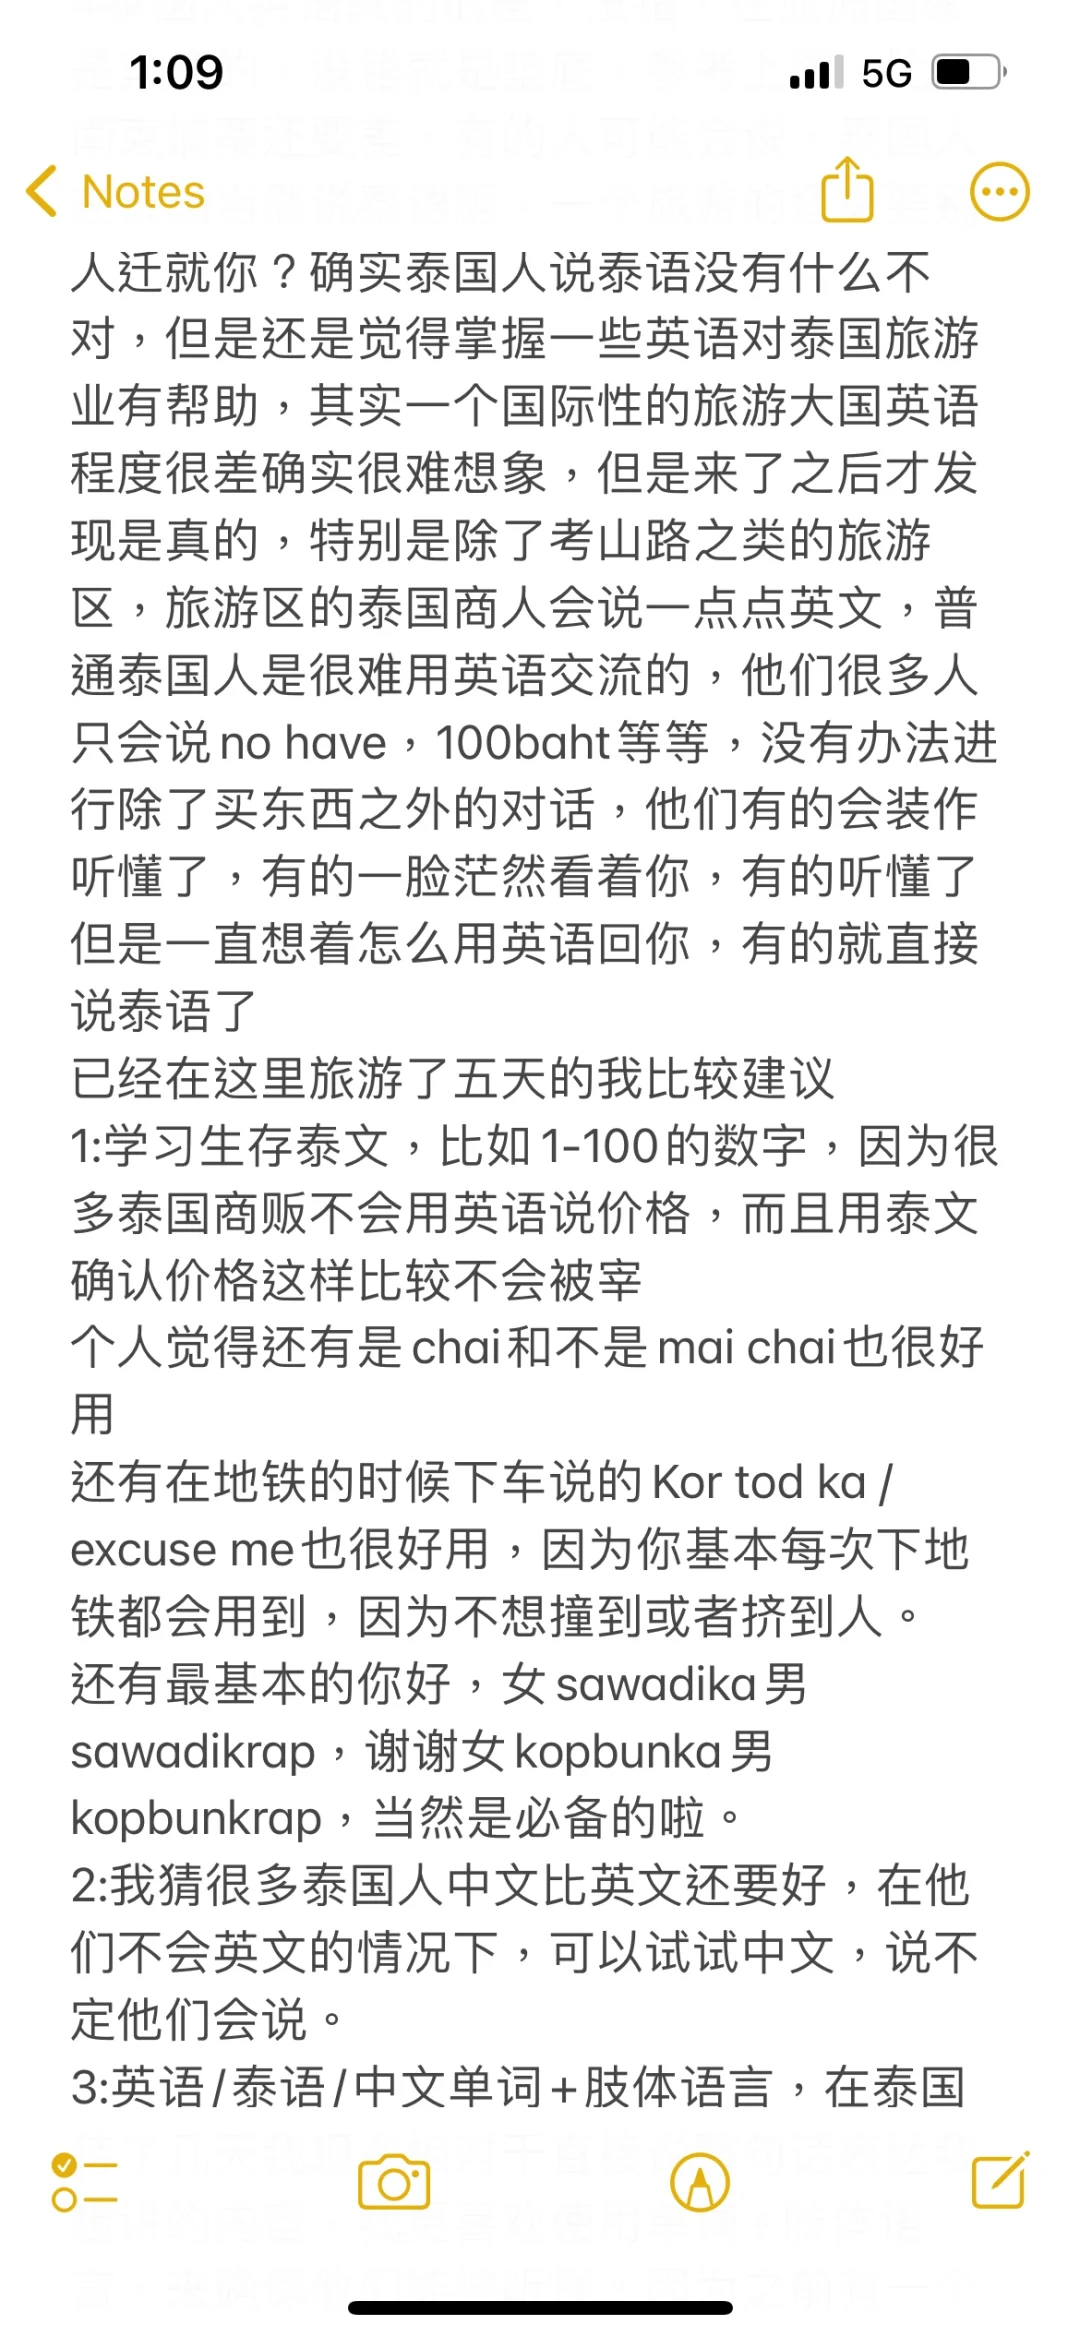 1:09
5G
Notes
人迁就你？确实泰国人说泰语没有什么不
对，但是还是觉得掌握一些英语对泰国旅游
业有帮助，其实一个国际性的旅游大国英语
程度很差确实很难想象，但是来了之后才发
现是真的，特别是除了考山路之类的旅游
区，旅游区的泰国商人会说一点点英文，普
通泰国人是很难用英语交流的，他们很多人
只会说no have，100baht等等，没有办法进
行除了买东西之外的对话，他们有的会装作
听懂了，有的一脸茫然看着你，有的听懂了
但是一直想着怎么用英语回你，有的就直接
说泰语了
已经在这里旅游了五天的我比较建议
1:学习生存泰文，比如1-100的数字，因为很
多泰国商贩不会用英语说价格，而且用泰文
确认价格这样比较不会被宰
个人觉得还有是chai和不是mai chai也很好
用
还有在地铁的时候下车说的Kor tod ka /
excuse me也很好用，因为你基本每次下地
铁都会用到，因为不想撞到或者挤到人。
还有最基本的你好，女sawadika男
sawadikrap，谢谢女kopbunka男
kopbunkrap，当然是必备的啦。
2:我猜很多泰国人中文比英文还要好，在他
们不会英文的情况下，可以试试中文，说不
定他们会说。
3:英语/泰语/中文单词+肢体语言，在泰国